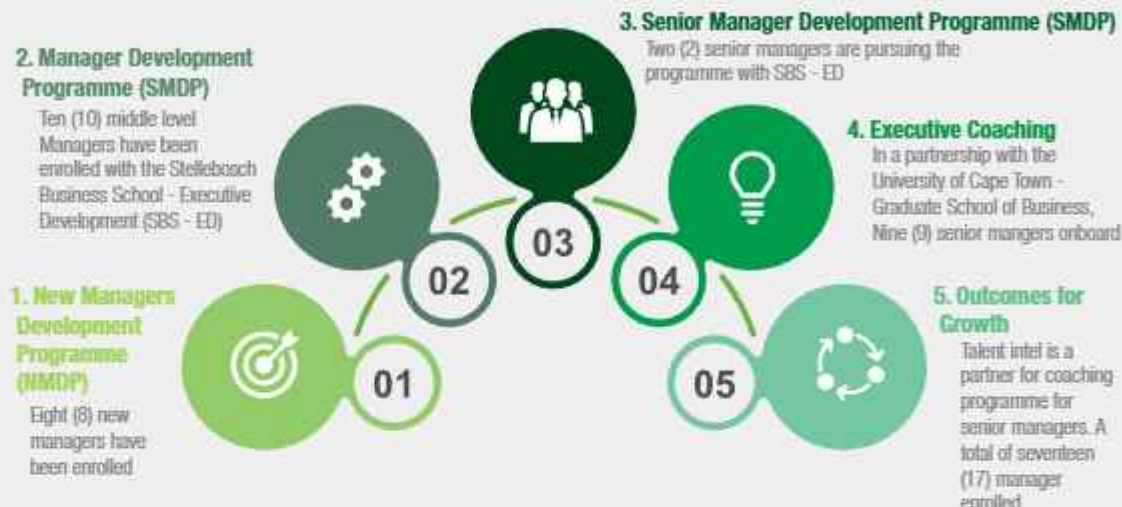 1. New Managers
Development
Programme
(NMDP)
Eight (8) new
managers have
been enrolled
01
2. Manager Development
Programme (SMDP)
Ten (10) middle level
Managers have been
enrolled with the Stellebosch
Business School - Executive
Development (SBS - ED)
02
3. Senior Manager Development Programme (SMDP)
Two (2) senior managers are pursuing the
programme with SBS - ED
03
4. Executive Coaching
In a partnership with the
University of Cape Town -
Graduate School of Business,
Nine (9) senior mangers onboard
04
5. Outcomes for
Growth
Talent intel is a
partner for coaching
programme for
senior managers. A
total of seventeen
(17) manager
enrolled
05